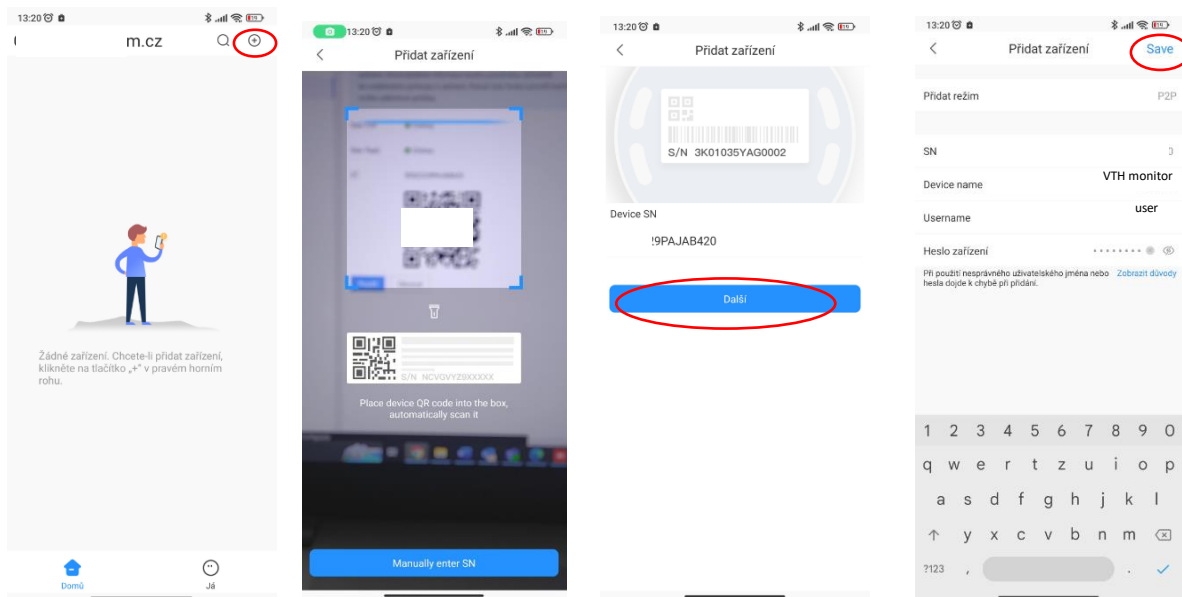 13:20
m.cz
Žádné zařízení. Chcete-li přidat zařízení,
klikněte na tlačítko „+" v pravém horním
rohu.
Domů
Já
13:20
Přidat zařízení
S/N NCVOVYZ9XXXXX
Place device QR code into the box,
automatically scan it
Manually enter SN
13:20
Přidat zařízení
S/N 3K01035YAG0002
Device SN
9PAJAB420
Další
13:20
Přidat zařízení
Save
Přidat režim
P2P
SN
Device name
VTH monitor
Username
user
Heslo zařízení
Při použití nesprávného uživatelského jména nebo
Zobrazit důvody
hesla dojde k chybě při přidání.
1 2 3 4 5 6 7 8 9 0
q w e r t z u i o p
a s d f g h j k l
y x c v b n m
?123 , .